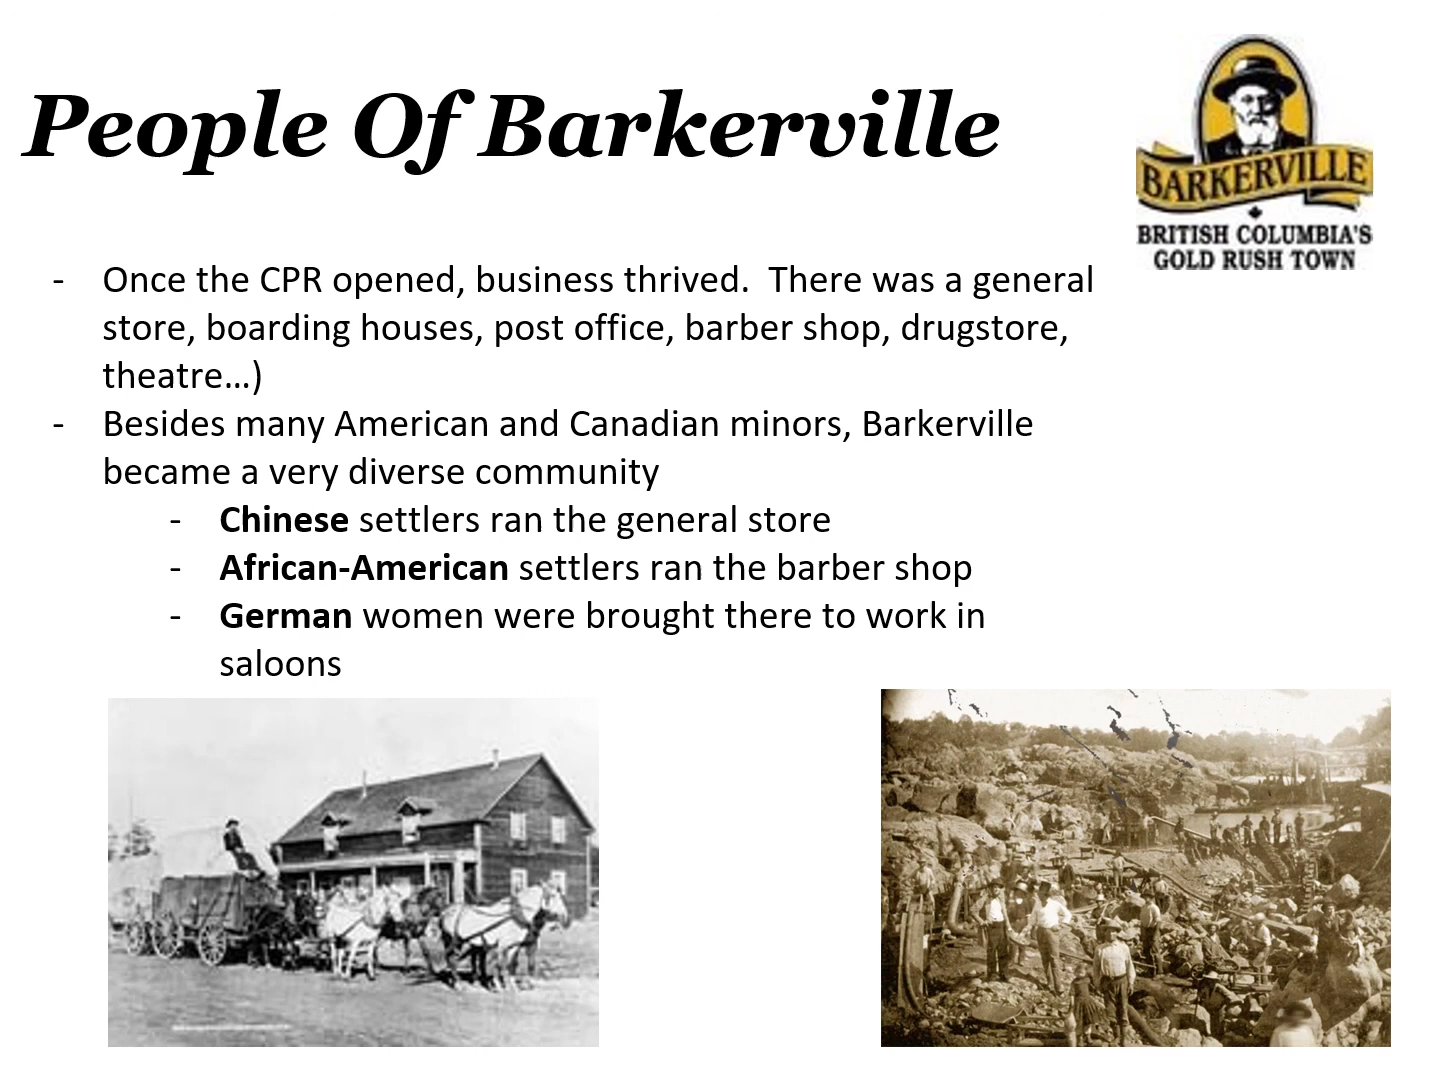 People Of Barkerville
BARKERVILLE
BRITISH COLUMBIA'S
GOLD RUSH TOWN
- Once the CPR opened, business thrived.  There was a general
store, boarding houses, post office, barber shop, drugstore,
theatre…)
- Besides many American and Canadian minors, Barkerville
became a very diverse community
- Chinese settlers ran the general store
- African-American settlers ran the barber shop
- German women were brought there to work in
saloons